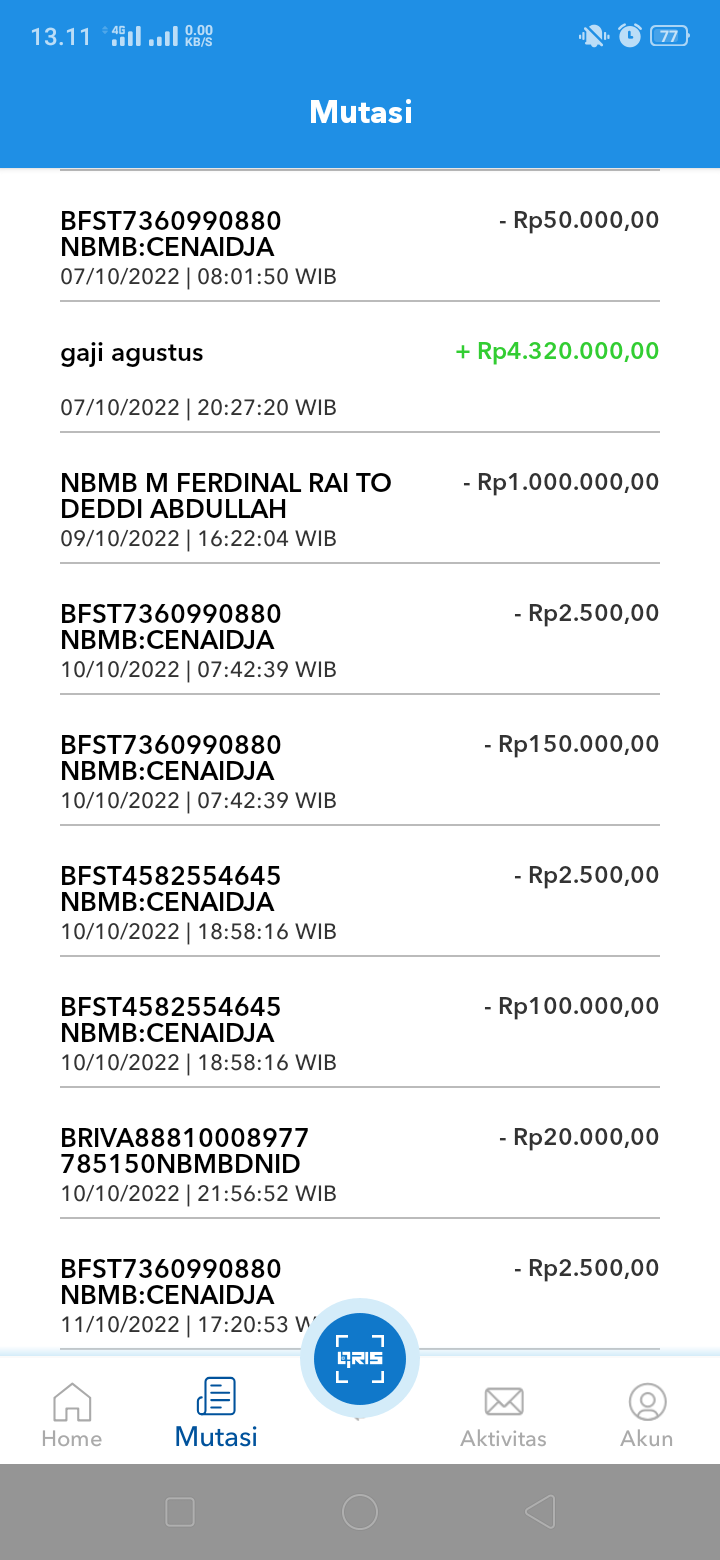 13.11 4G 0.00 KB/S 77
Mutasi
BFST7360990880 - Rp50.000,00
NBMB:CENAIDJA
07/10/2022 | 08:01:50 WIB
gaji agustus + Rp4.320.000,00
07/10/2022 | 20:27:20 WIB
NBMB M FERDINAL RAI TO - Rp1.000.000,00
DEDDI ABDULLAH
09/10/2022 | 16:22:04 WIB
BFST7360990880 - Rp2.500,00
NBMB:CENAIDJA
10/10/2022 | 07:42:39 WIB
BFST7360990880 - Rp150.000,00
NBMB:CENAIDJA
10/10/2022 | 07:42:39 WIB
BFST4582554645 - Rp2.500,00
NBMB:CENAIDJA
10/10/2022 | 18:58:16 WIB
BFST4582554645 - Rp100.000,00
NBMB:CENAIDJA
10/10/2022 | 18:58:16 WIB
BRIVA88810008977 - Rp20.000,00
785150NBMBDNID
10/10/2022 | 21:56:52 WIB
BFST7360990880 - Rp2.500,00
NBMB:CENAIDJA
11/10/2022 | 17:20:53
QRIS
Home Mutasi Aktivitas Akun